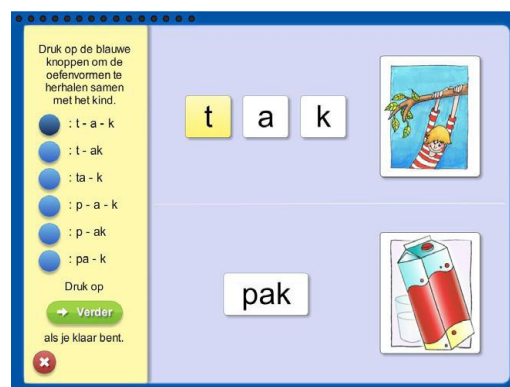 Druk op de blauwe
knoppen om de
oefenvormen te
herhalen samen
met het kind.
: t - a - k
: t - ak
: ta - k
: p - a - k
: p - ak
: pa - k
Druk op
Verder
als je klaar bent.
t a k
pak